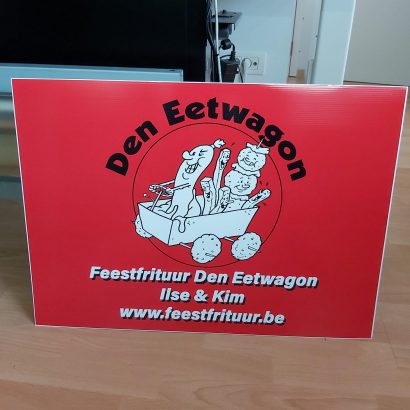 Den Eetwagon
Feestfrituur Den Eetwagon
Ilse & Kim
www.feestfrituur.be